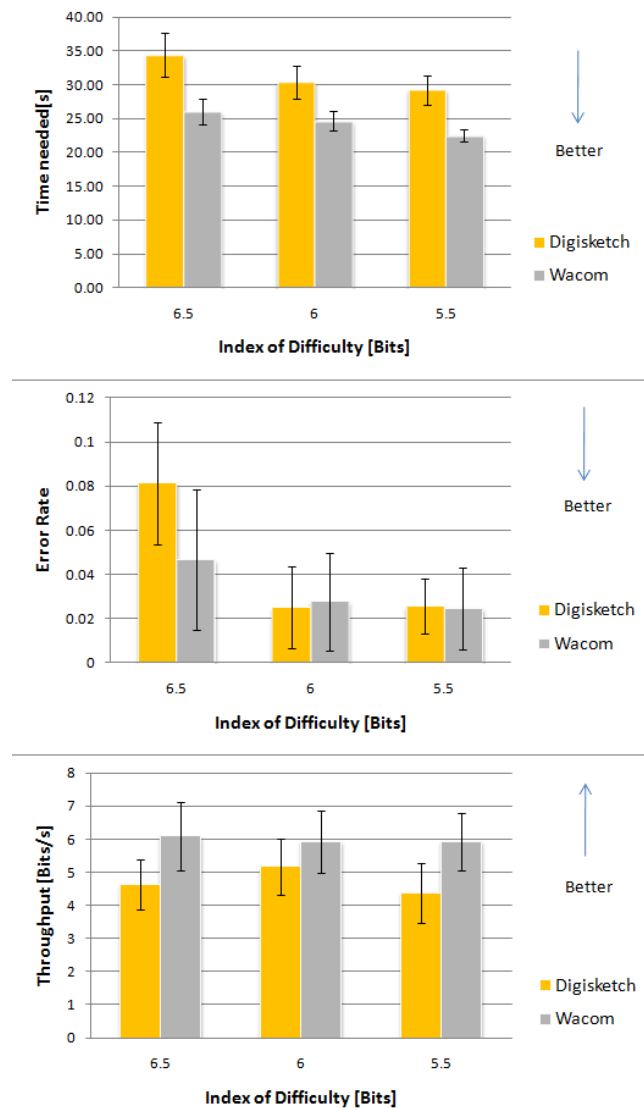 40.00
35.00
30.00
25.00
20.00
15.00
10.00
5.00
0.00
Time needed[s]
6.5 6 5.5
Index of Difficulty [Bits]
Better
Digisketch
Wacom
0.12
0.1
0.08
0.06
0.04
0.02
0
Error Rate
6.5 6 5.5
Index of Difficulty [Bits]
Better
Digisketch
Wacom
8
7
6
5
4
3
2
1
0
Throughput [Bits/s]
6.5 6 5.5
Index of Difficulty [Bits]
Better
Digisketch
Wacom